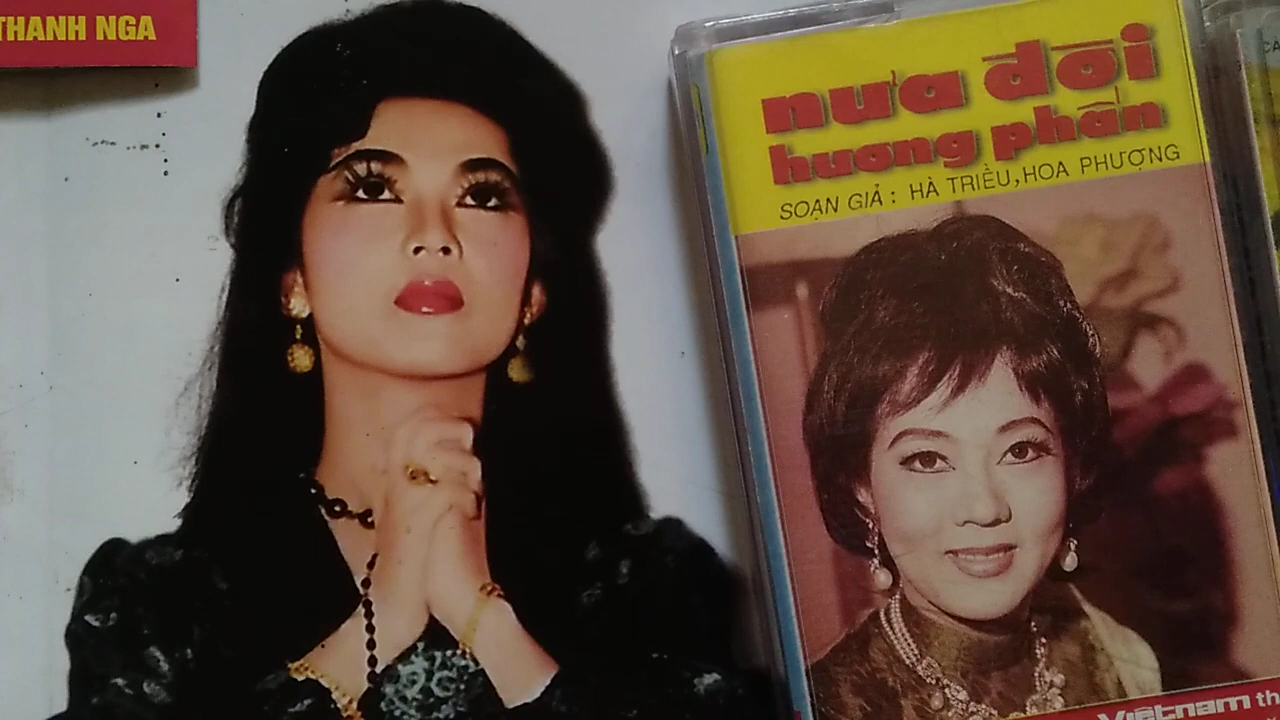 THANH NGA
nửa đời
hương phấn
SOẠN GIẢ : HÀ TRIỀU,HOA PHƯỢNG
Việtnam